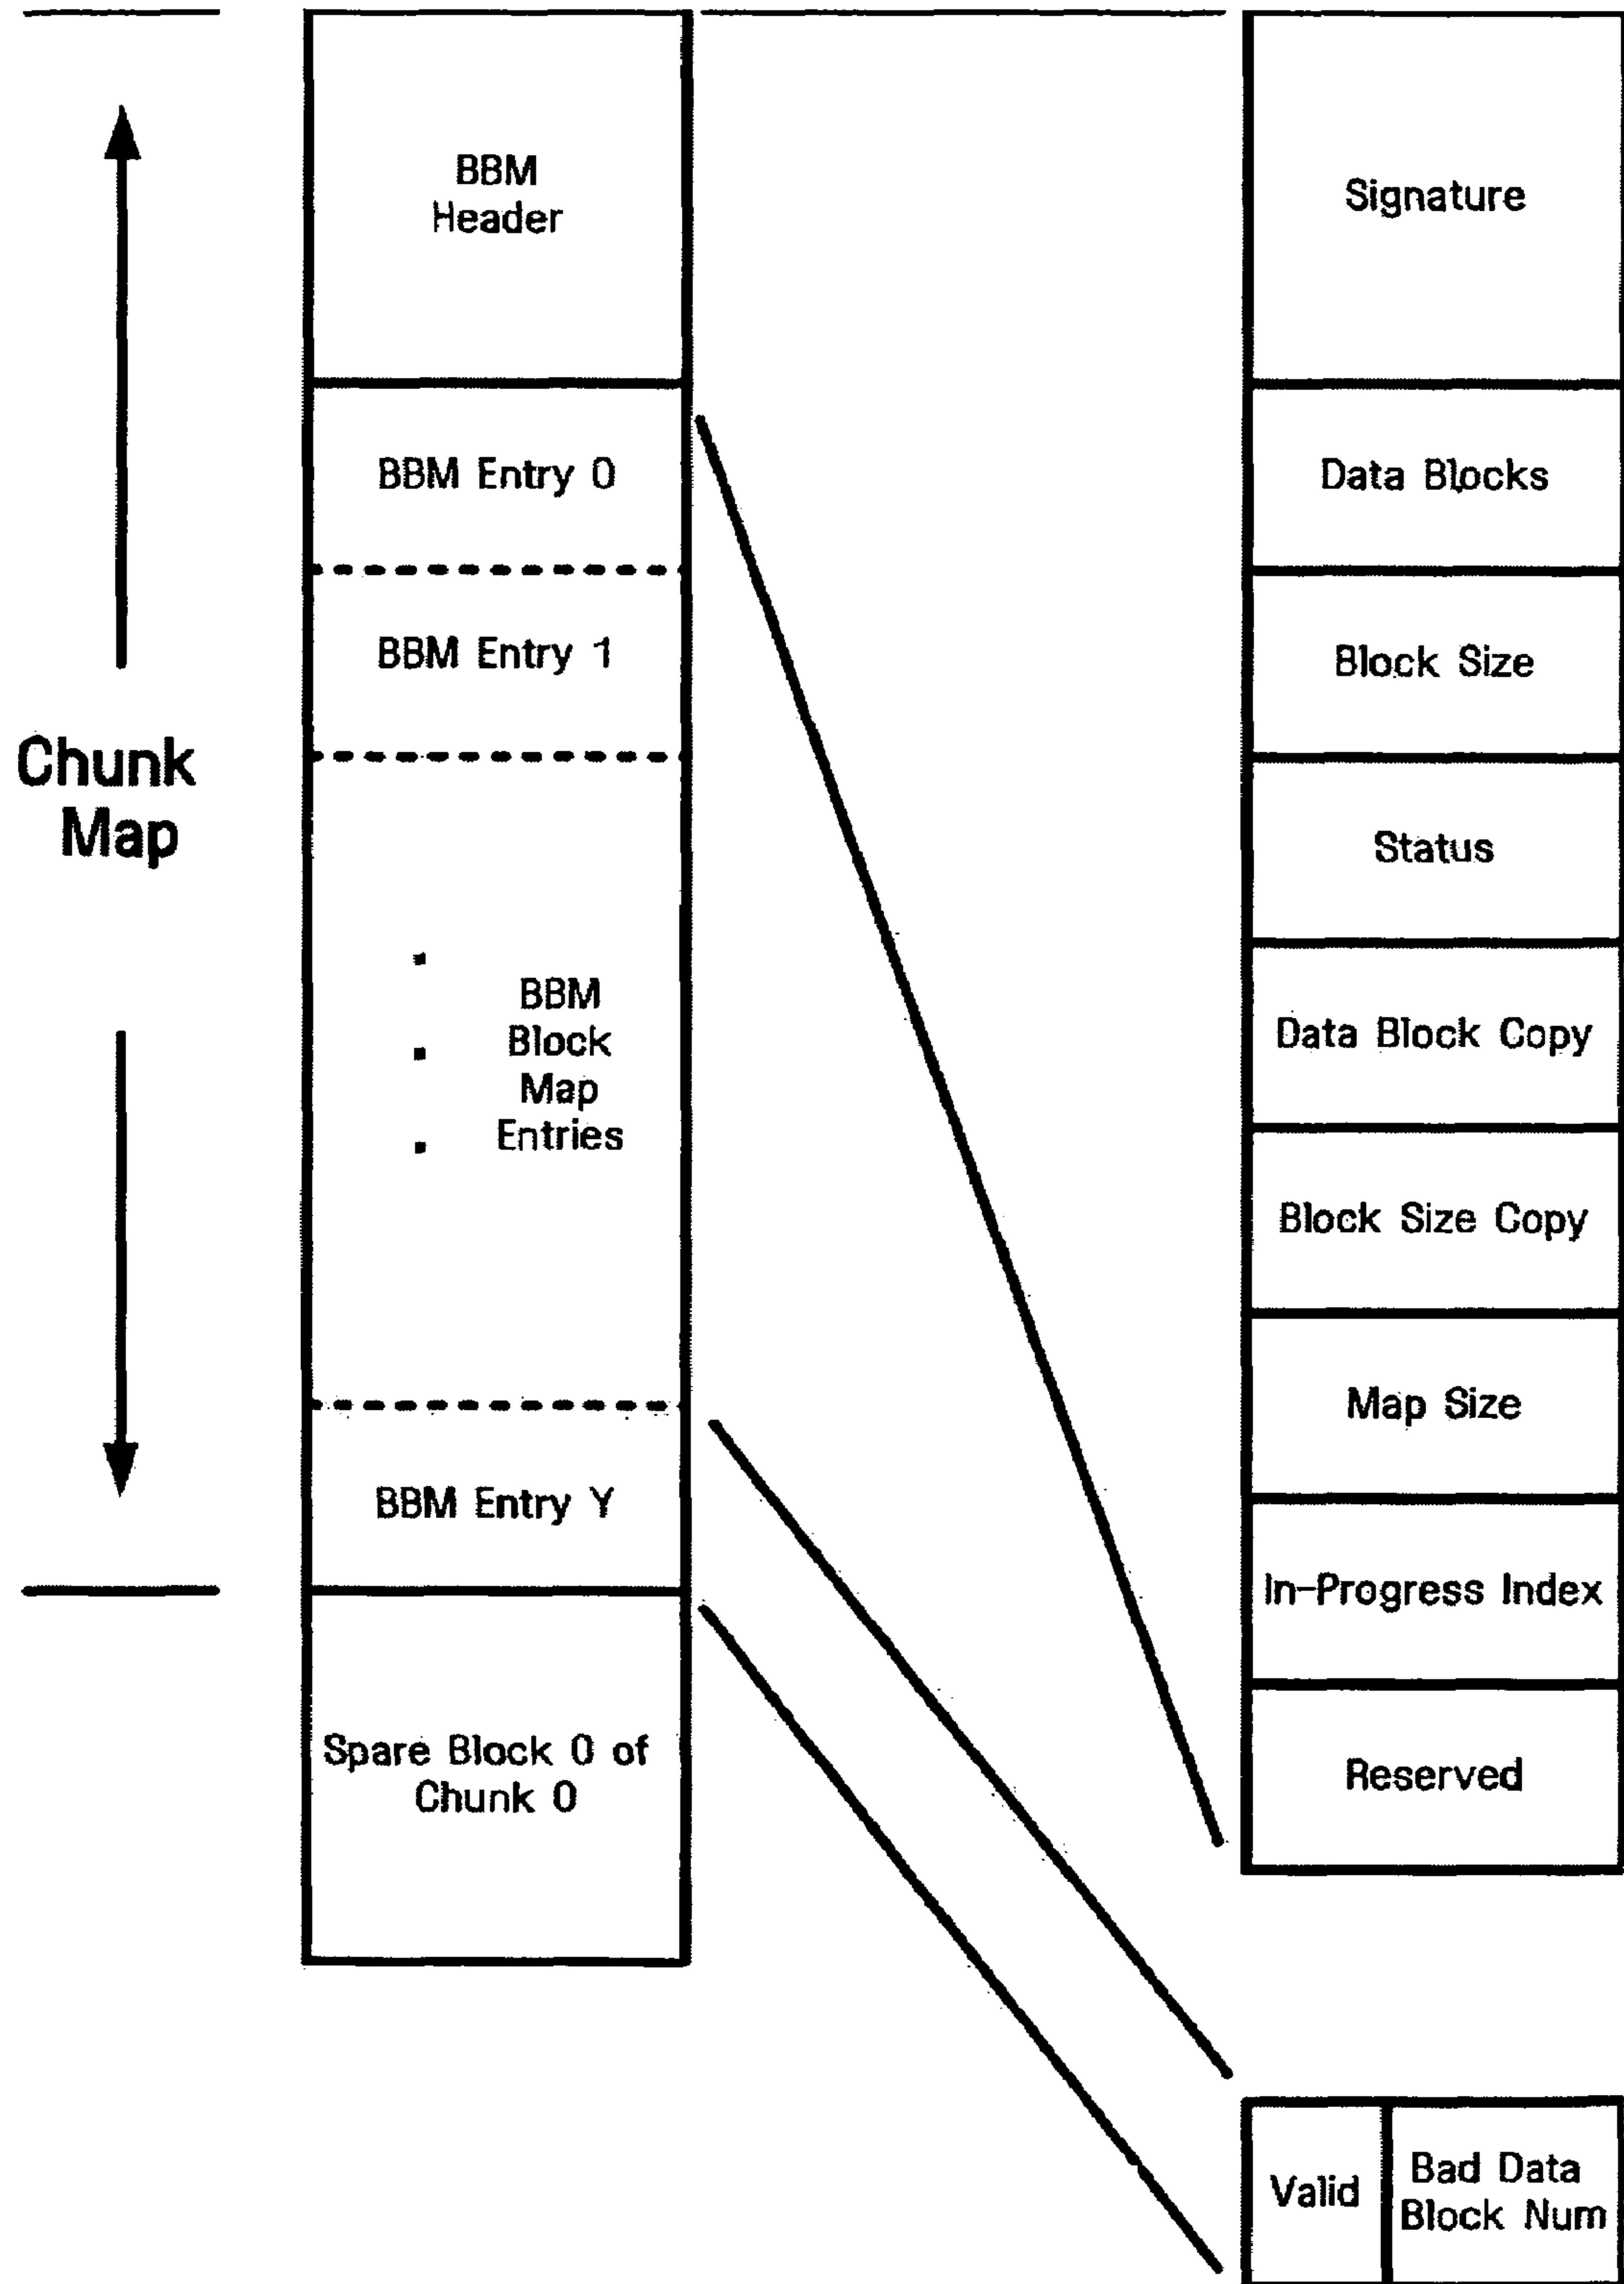 Chunk
Map
BBM
Header
BBM Entry 0
BBM Entry 1
BBM
Block
Map
Entries
BBM Entry Y
Spare Block 0 of
Chunk 0
Signature
Data Blocks
Block Size
Status
Data Block Copy
Block Size Copy
Map Size
In-Progress Index
Reserved
Valid
Bad Data
Block Num